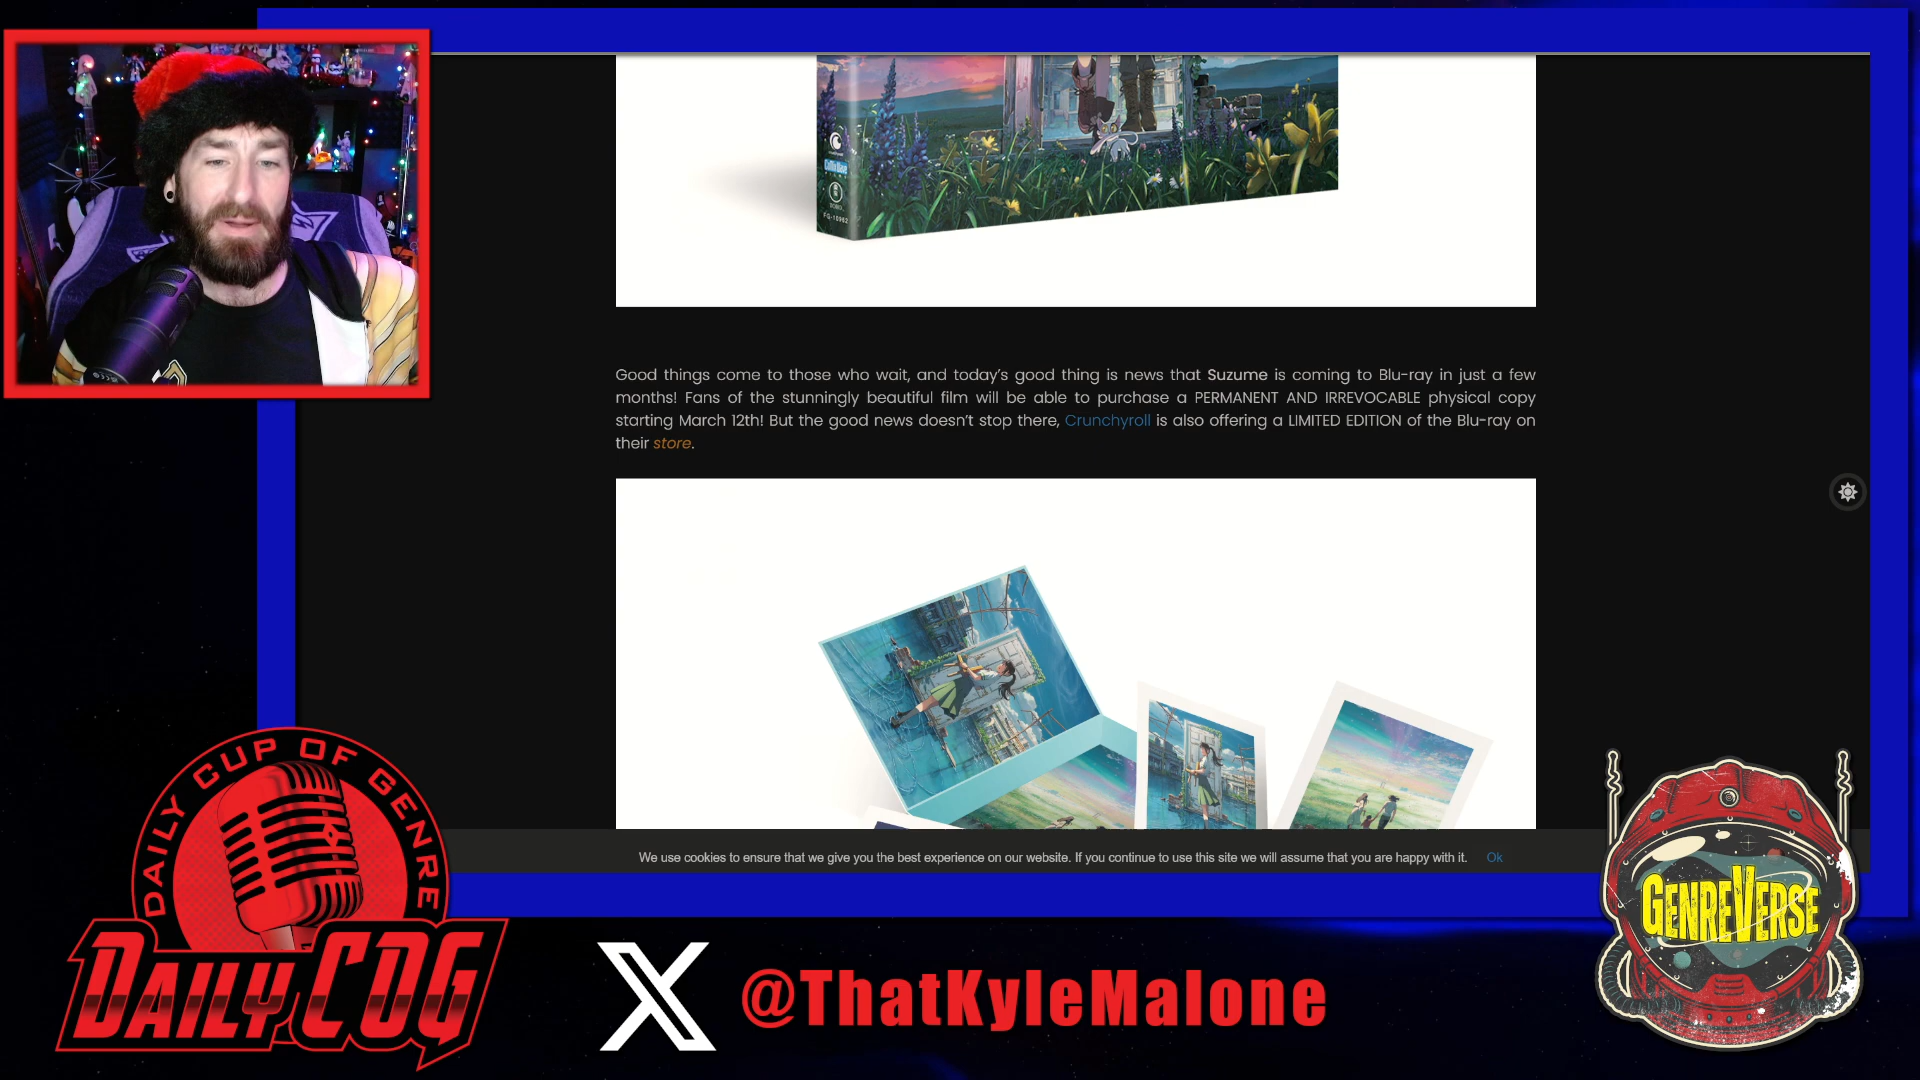 FG-10962
Good things come to those who wait, and today's good thing is news that Suzume is coming to Blu-ray in just a few
months! Fans of the stunningly beautiful film will be able to purchase a PERMANENT AND IRREVOCABLE physical copy
starting March 12th! But the good news doesn't stop there, Crunchyroll is also offering a LIMITED EDITION of the Blu-ray on
their store.
We use cookies to ensure that we give you the best experience on our website. If you continue to use this site we will assume that you are happy with it. Ok
DAILY CUP OF GENRE
DAILY COG
X @ThatKyleMalone
GENREVERSE